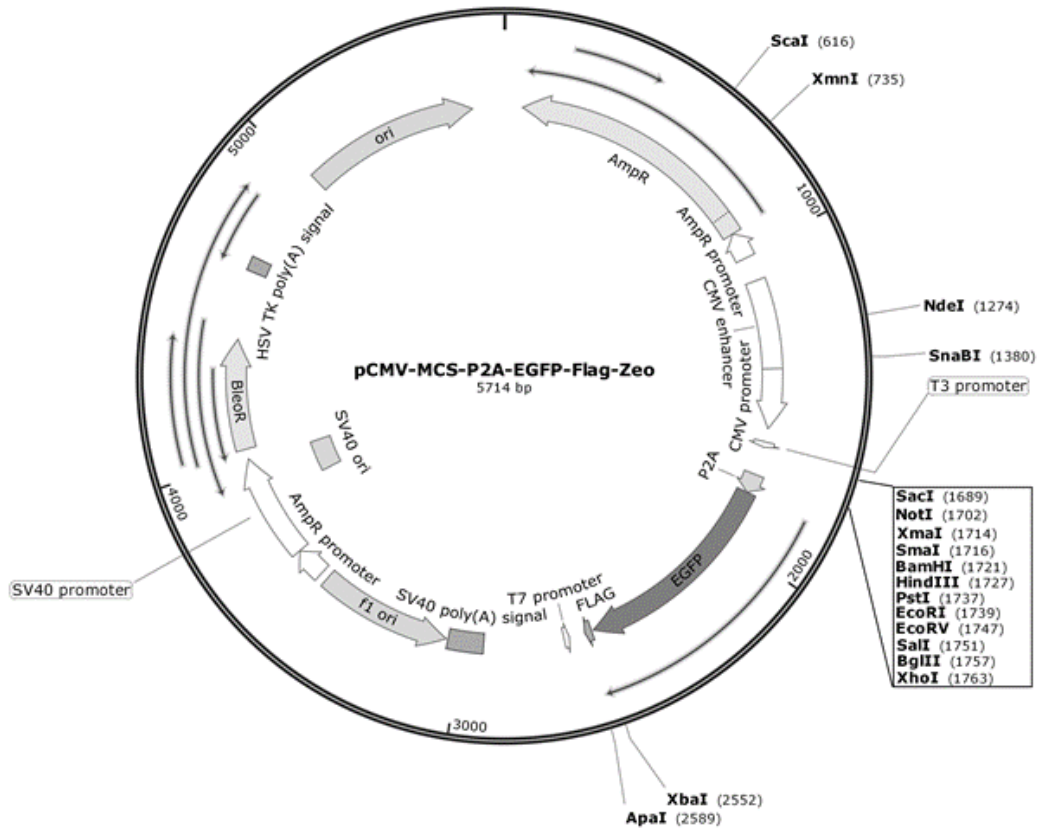 ScaI (616)
XmnI (735)
1000
NdeI (1274)
SnaBI (1380)
T3 promoter
SacI (1689)
NotI (1702)
XmaI (1714)
SmaI (1716)
BamHI (1721)
HindIII (1727)
PstI (1737)
EcoRI (1739)
EcoRV (1747)
SalI (1751)
BglII (1757)
XhoI (1763)
2000
XbaI (2552)
ApaI (2589)
3000
SV40 promoter
4000
5000
ori
AmpR
AmpR promoter
CMV enhancer
CMV promoter
P2A
EGFP
FLAG
T7 promoter
SV40 poly(A) signal
f1 ori
AmpR promoter
SV40 ori
BleoR
HSV TK poly(A) signal
pCMV-MCS-P2A-EGFP-Flag-Zeo
5714 bp